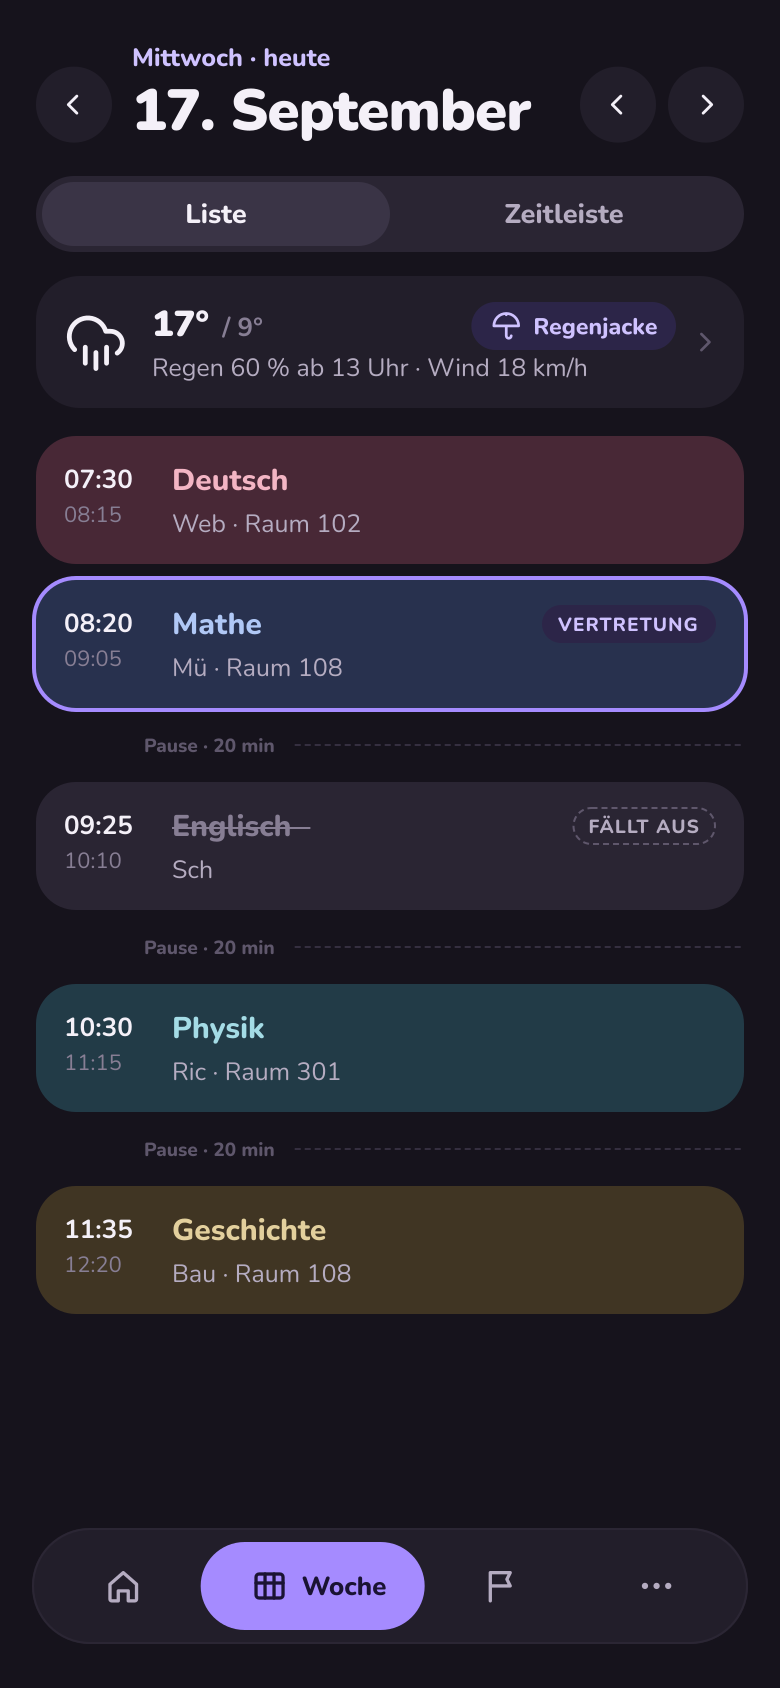 Mittwoch · heute
17. September
Liste
Zeitleiste
17° / 9°
Regenjacke
Regen 60 % ab 13 Uhr · Wind 18 km/h
07:30
Deutsch
08:15
Web · Raum 102
08:20
Mathe
VERTRETUNG
09:05
Mü · Raum 108
Pause · 20 min
09:25
Englisch
FÄLLT AUS
10:10
Sch
Pause · 20 min
10:30
Physik
11:15
Ric · Raum 301
Pause · 20 min
11:35
Geschichte
12:20
Bau · Raum 108
Woche